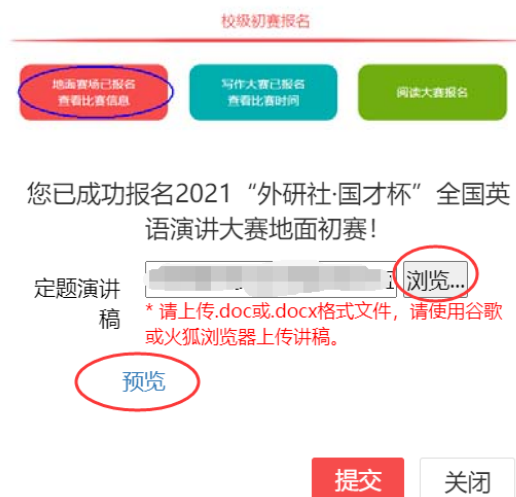 校级初赛报名
地面赛场已报名
查看比赛信息
写作大赛已报名
查看比赛时间
阅读大赛报名
您已成功报名2021“外研社·国才杯”全国英
语演讲大赛地面初赛！
定题演讲
稿
浏览...
* 请上传.doc或.docx格式文件，请使用谷歌
或火狐浏览器上传讲稿。
预览
提交
关闭